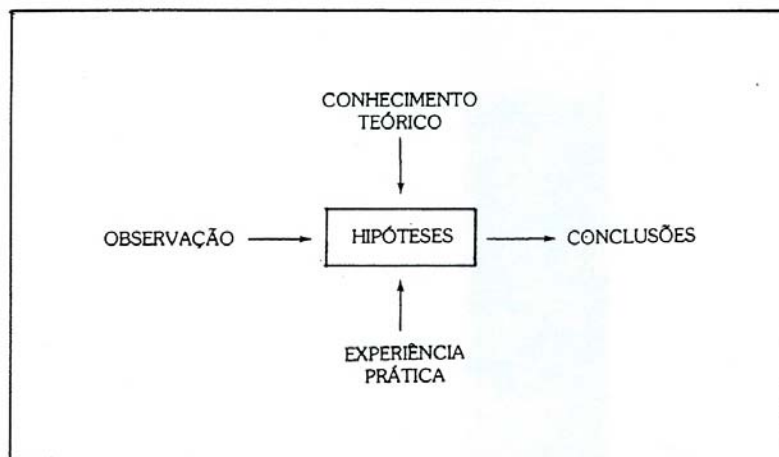 CONHECIMENTO
TEÓRICO
OBSERVAÇÃO
HIPÓTESES
CONCLUSÕES
EXPERIÊNCIA
PRÁTICA